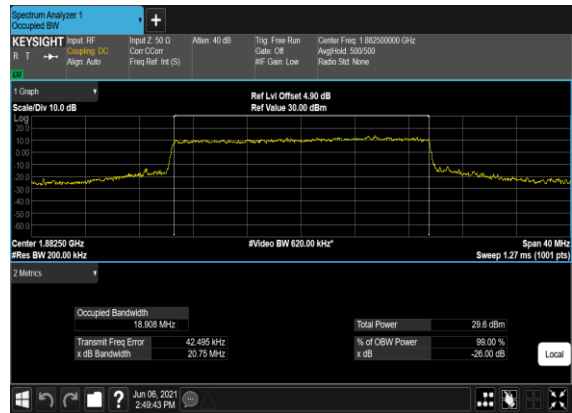 Spectrum Analyzer 1
Occupied BW
+
KEYSIGHT Input: RF Input Z: 50 Ω Atten: 40 dB Trig: Free Run Center Freq: 1.882500000 GHz
R T Coupling: DC Corr CCorr Gate: Off Avg|Hold: 500/500
Align: Auto Freq Ref: Int (S) #IF Gain: Low Radio Std: None
1 Graph
Ref Lvl Offset 4.90 dB
Scale/Div 10.0 dB Ref Value 30.00 dBm
Log
20.0
10.0
0.00
-10.0
-20.0
-30.0
-40.0
-50.0
-60.0
Center 1.88250 GHz #Video BW 620.00 kHz* Span 40 MHz
#Res BW 200.00 kHz Sweep 1.27 ms (1001 pts)
2 Metrics
Occupied Bandwidth
18.908 MHz Total Power 29.6 dBm
Transmit Freq Error 42.495 kHz % of OBW Power 99.00 %
x dB Bandwidth 20.75 MHz x dB -26.00 dB
Local
? Jun 06, 2021
2:49:43 PM